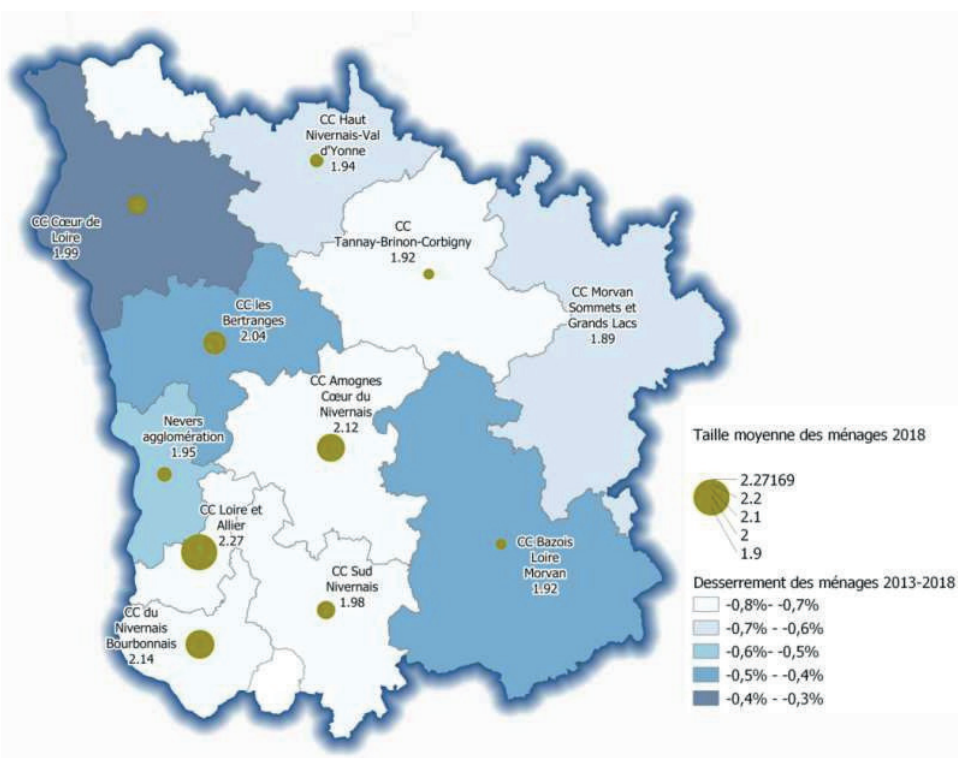 CC Haut
Nivernais-Val
d'Yonne
1.94
CC Cœur de
Loire
1.99
CC
Tannay-Brinon-Corbigny
1.92
CC Morvan
Sommets et
Grands Lacs
1.89
CC les
Bertranges
2.04
CC Amognes
Cœur du
Nivernais
2.12
Nevers
agglomération
1.95
CC Loire et
Allier
2.27
CC Bazois
Loire
Morvan
1.92
CC Sud
Nivernais
1.98
CC du
Nivernais
Bourbonnais
2.14
Taille moyenne des ménages 2018
2.27169
2.2
2.1
2
1.9
Desserrement des ménages 2013-2018
-0,8%- -0,7%
-0,7% - -0,6%
-0,6%- -0,5%
-0,5% - -0,4%
-0,4% - -0,3%